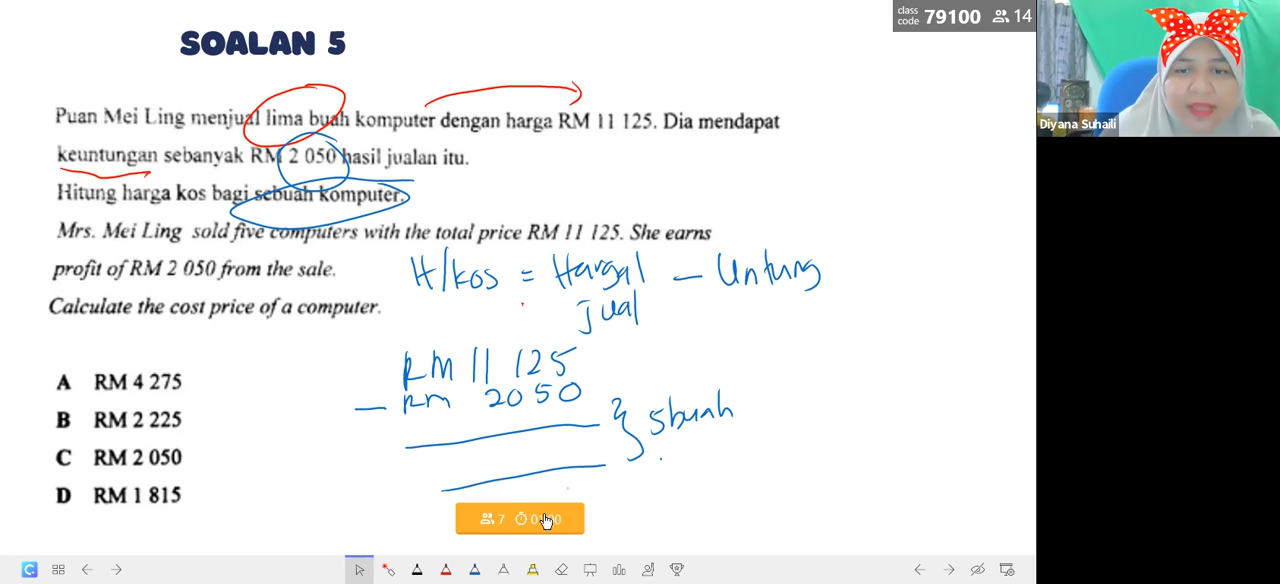 class code 79100 14
SOALAN 5
Diyana Suhaili
Puan Mei Ling menjual lima buah komputer dengan harga RM 11 125. Dia mendapat
keuntungan sebanyak RM 2 050 hasil jualan itu.
Hitung harga kos bagi sebuah komputer.
Mrs. Mei Ling sold five computers with the total price RM 11 125. She earns
profit of RM 2 050 from the sale.
Calculate the cost price of a computer.
H/kos = Harga jual - Untung
RM 11 125
- RM 2050
} 5buah
A RM 4 275
B RM 2 225
C RM 2 050
D RM 1 815
7